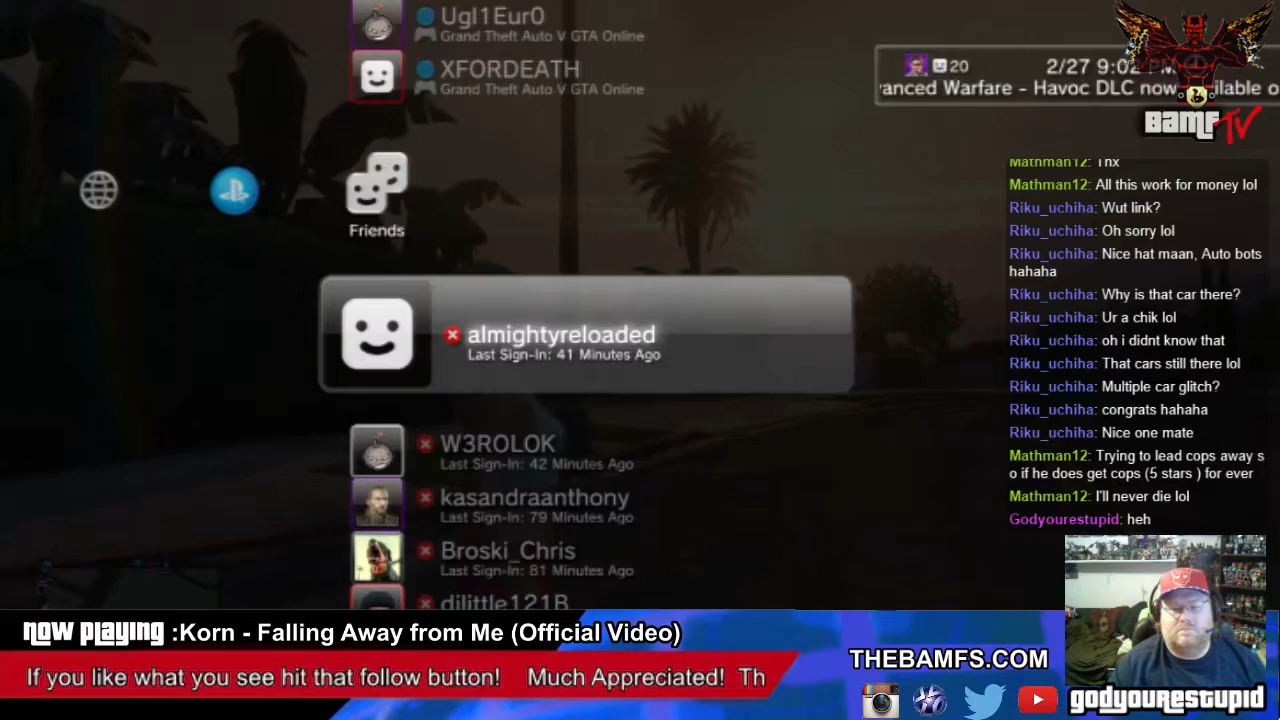 Ugl1Eur0
Grand Theft Auto V GTA Online
XFORDEATH
Grand Theft Auto V GTA Online
20
2/27 9:02
vanced Warfare - Havoc DLC now
BAMF TV
Friends
almightyreloaded
Last Sign-In: 41 Minutes Ago
W3ROLOK
Last Sign-In: 42 Minutes Ago
kasandraanthony
Last Sign-In: 79 Minutes Ago
Broski_Chris
Last Sign-In: 81 Minutes Ago
dilittle121B
Mathman12: Thx
Mathman12: All this work for money lol
Riku_uchiha: Wut link?
Riku_uchiha: Oh sorry lol
Riku_uchiha: Nice hat maan, Auto bots
hahaha
Riku_uchiha: Why is that car there?
Riku_uchiha: Ur a chik lol
Riku_uchiha: oh i didnt know that
Riku_uchiha: That cars still there lol
Riku_uchiha: Multiple car glitch?
Riku_uchiha: congrats hahaha
Riku_uchiha: Nice one mate
Mathman12: Trying to lead cops away s
o if he does get cops (5 stars ) for ever
Mathman12: I'll never die lol
Godyourestupid: heh
now playing :Korn - Falling Away from Me (Official Video)
If you like what you see hit that follow button! Much Appreciated! Th
THEBAMFS.COM
godyourestupid